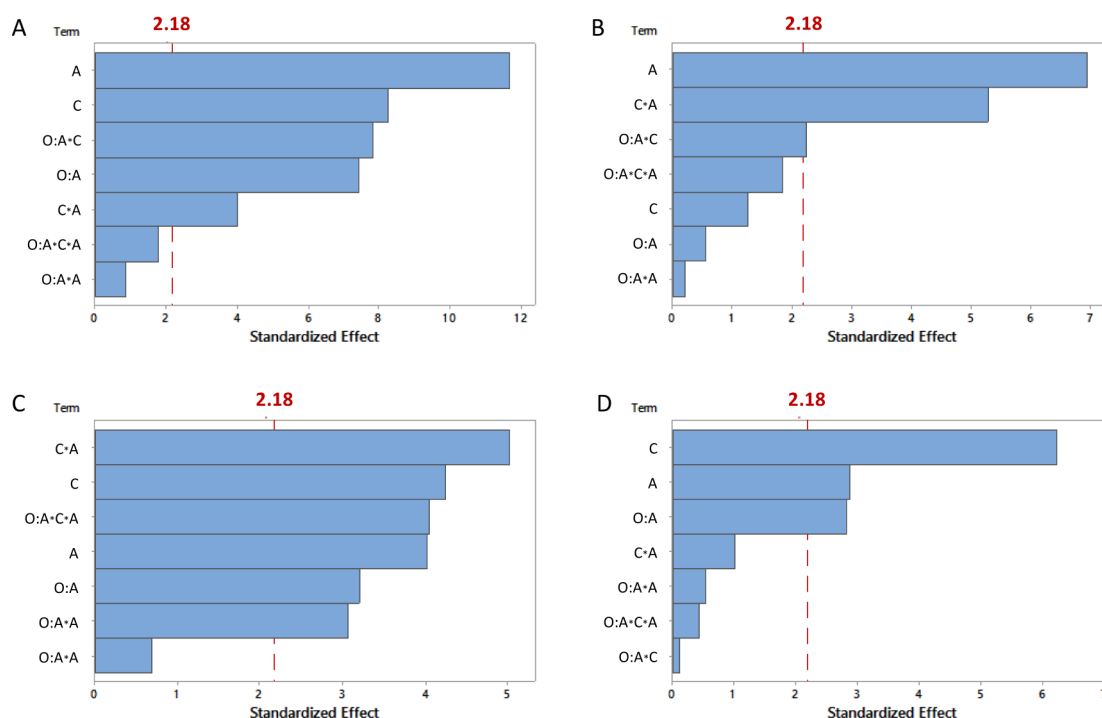 A
Term
2.18
A
C
O:A*C
O:A
C*A
O:A*C*A
O:A*A
0 2 4 6 8 10 12
Standardized Effect
B
Term
2.18
A
C*A
O:A*C
O:A*C*A
C
O:A
O:A*A
0 1 2 3 4 5 6 7
Standardized Effect
C
Term
2.18
C*A
C
O:A*C*A
A
O:A
O:A*A
O:A*A
0 1 2 3 4 5
Standardized Effect
D
Term
2.18
C
A
O:A
C*A
O:A*A
O:A*C*A
O:A*C
0 1 2 3 4 5 6 7
Standardized Effect